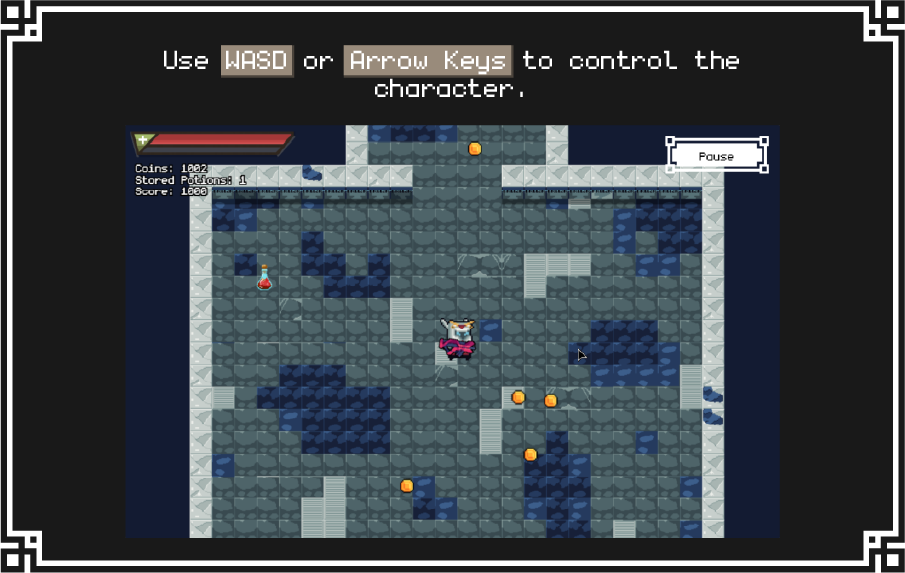 Use WASD or Arrow Keys to control the
character.
Pause
Coins: 1002
Stored Potions: 1
Score: 1000